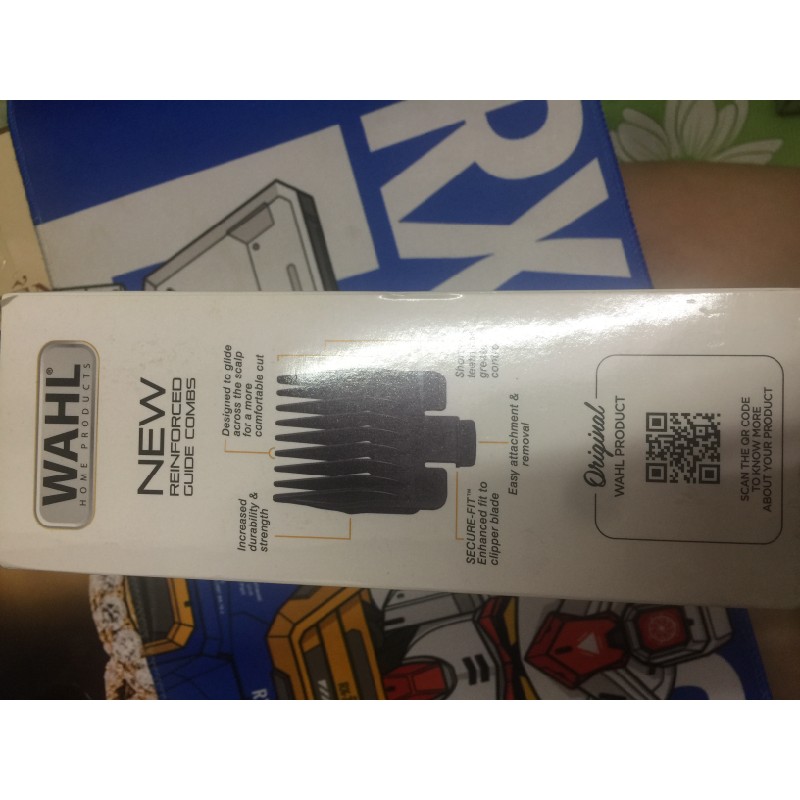 WAHL®
HOME PRODUCTS
NEW
REINFORCED
GUIDE COMBS
Increased
durability &
strength
Designed to glide
across the scalp
for a more
comfortable cut
SECURE-FIT™
Enhanced fit to
clipper blade
Easy attachment &
removal
Original
WAHL PRODUCT
SCAN THE QR CODE
TO KNOW MORE
ABOUT YOUR PRODUCT
RX